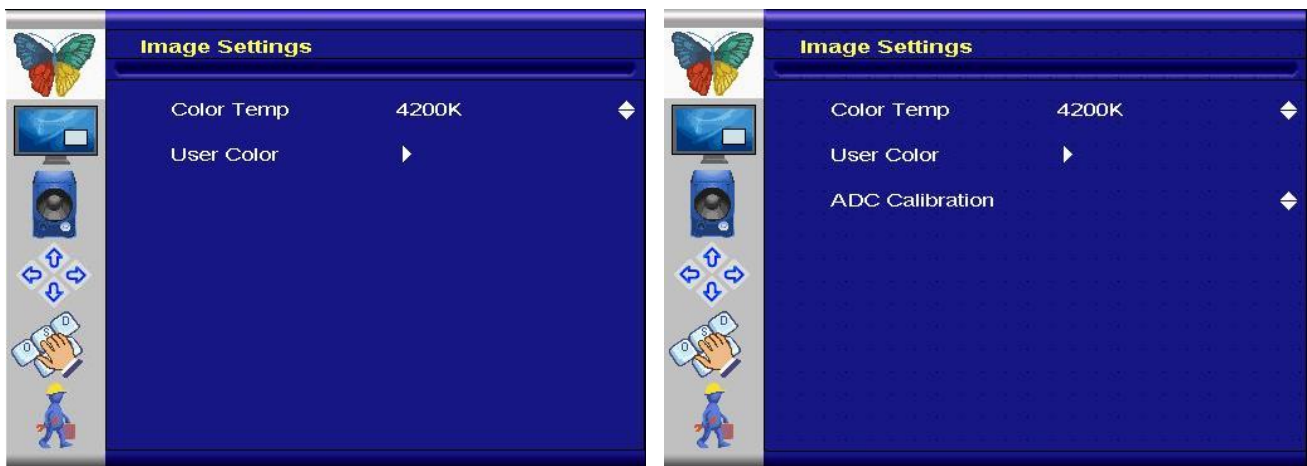 Image Settings
Color Temp 4200K
User Color
Image Settings
Color Temp 4200K
User Color
ADC Calibration
O S D
O S D